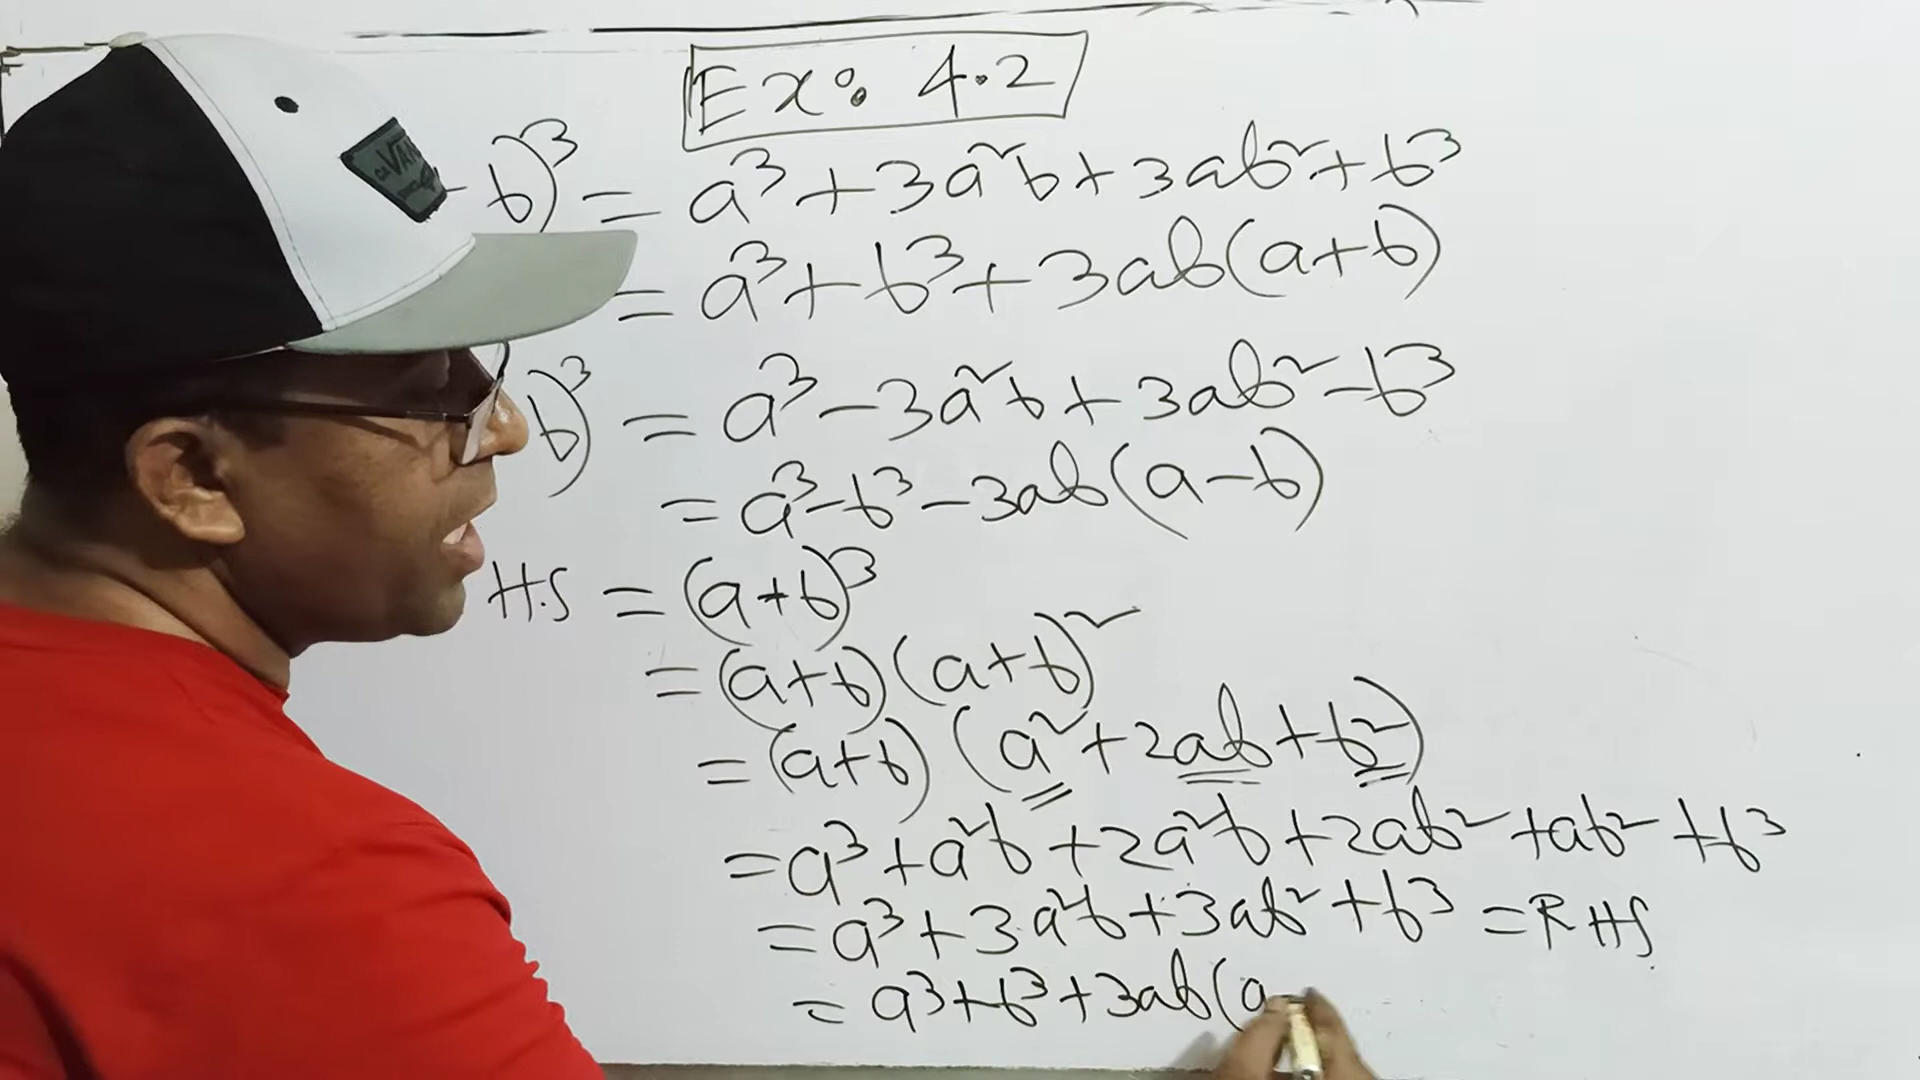 Ex: 4.2
b)³ = a³ + 3a²b + 3ab² + b³
= a³ + b³ + 3ab(a+b)
b)³ = a³ - 3a²b + 3ab² - b³
= a³ - b³ - 3ab(a-b)
H.S = (a+b)³
= (a+b)(a+b)²
= (a+b)(a² + 2ab + b²)
= a³ + a²b + 2a²b + 2ab² + ab² + b³
= a³ + 3a²b + 3ab² + b³ = RHS
= a³ + b³ + 3ab(a